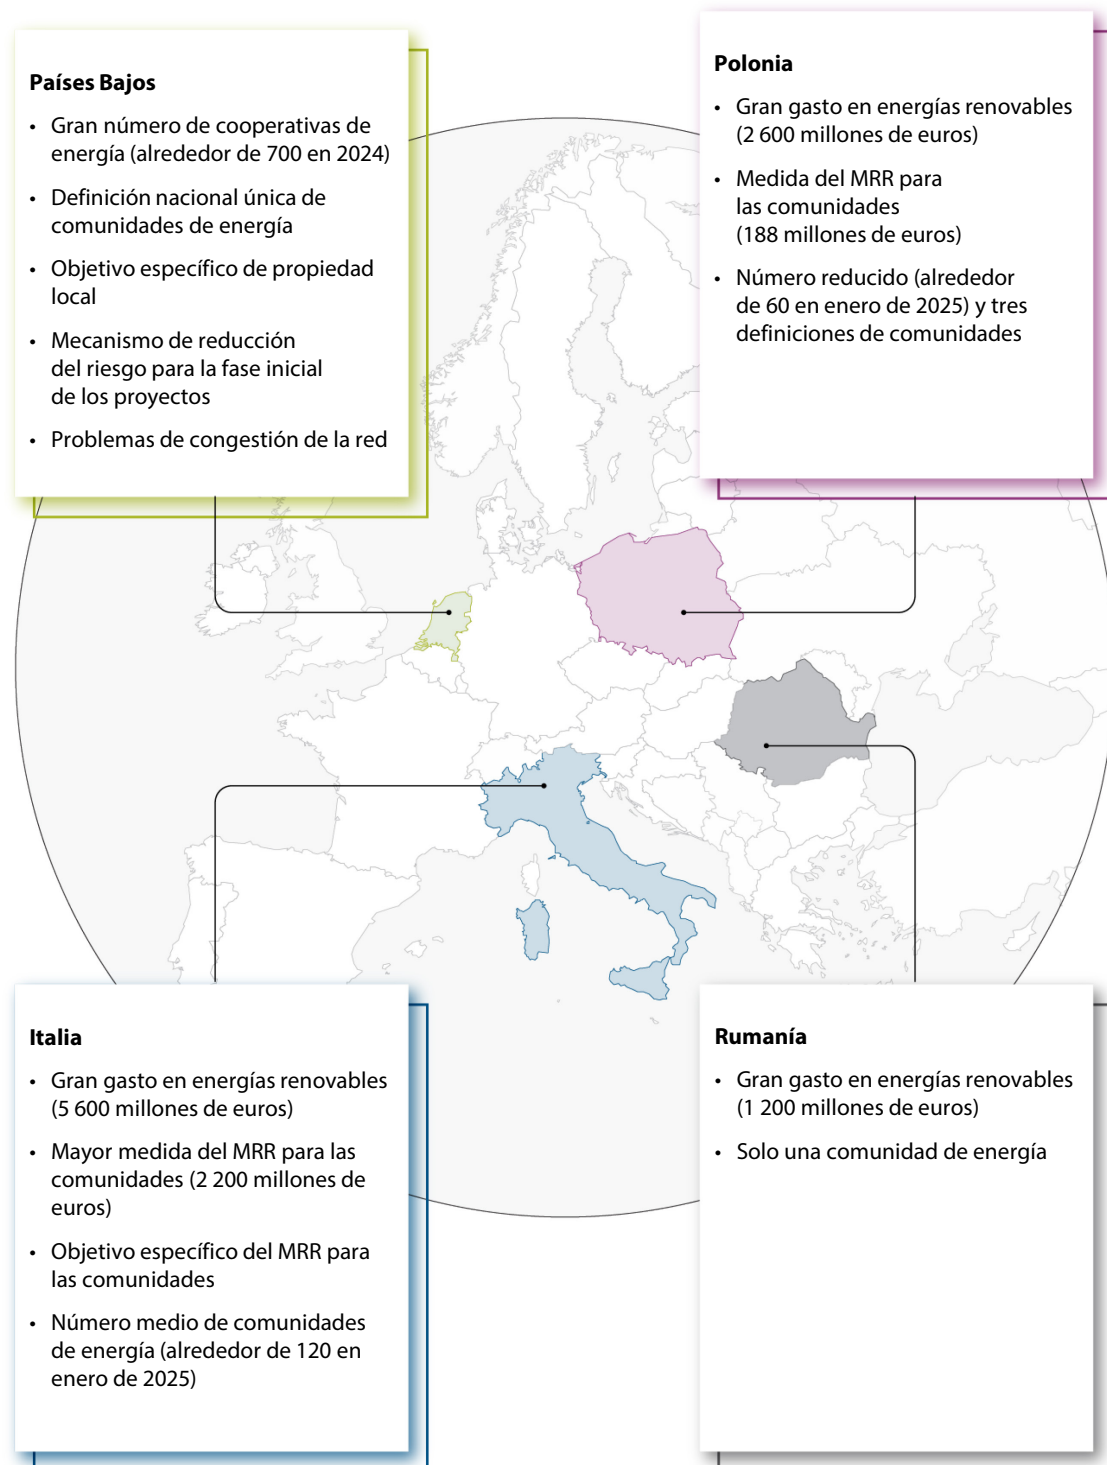 Países Bajos
• Gran número de cooperativas de
energía (alrededor de 700 en 2024)
• Definición nacional única de
comunidades de energía
• Objetivo específico de propiedad
local
• Mecanismo de reducción
del riesgo para la fase inicial
de los proyectos
• Problemas de congestión de la red
Polonia
• Gran gasto en energías renovables
(2 600 millones de euros)
• Medida del MRR para
las comunidades
(188 millones de euros)
• Número reducido (alrededor
de 60 en enero de 2025) y tres
definiciones de comunidades
Italia
• Gran gasto en energías renovables
(5 600 millones de euros)
• Mayor medida del MRR para las
comunidades (2 200 millones de
euros)
• Objetivo específico del MRR para
las comunidades
• Número medio de comunidades
de energía (alrededor de 120 en
enero de 2025)
Rumanía
• Gran gasto en energías renovables
(1 200 millones de euros)
• Solo una comunidad de energía